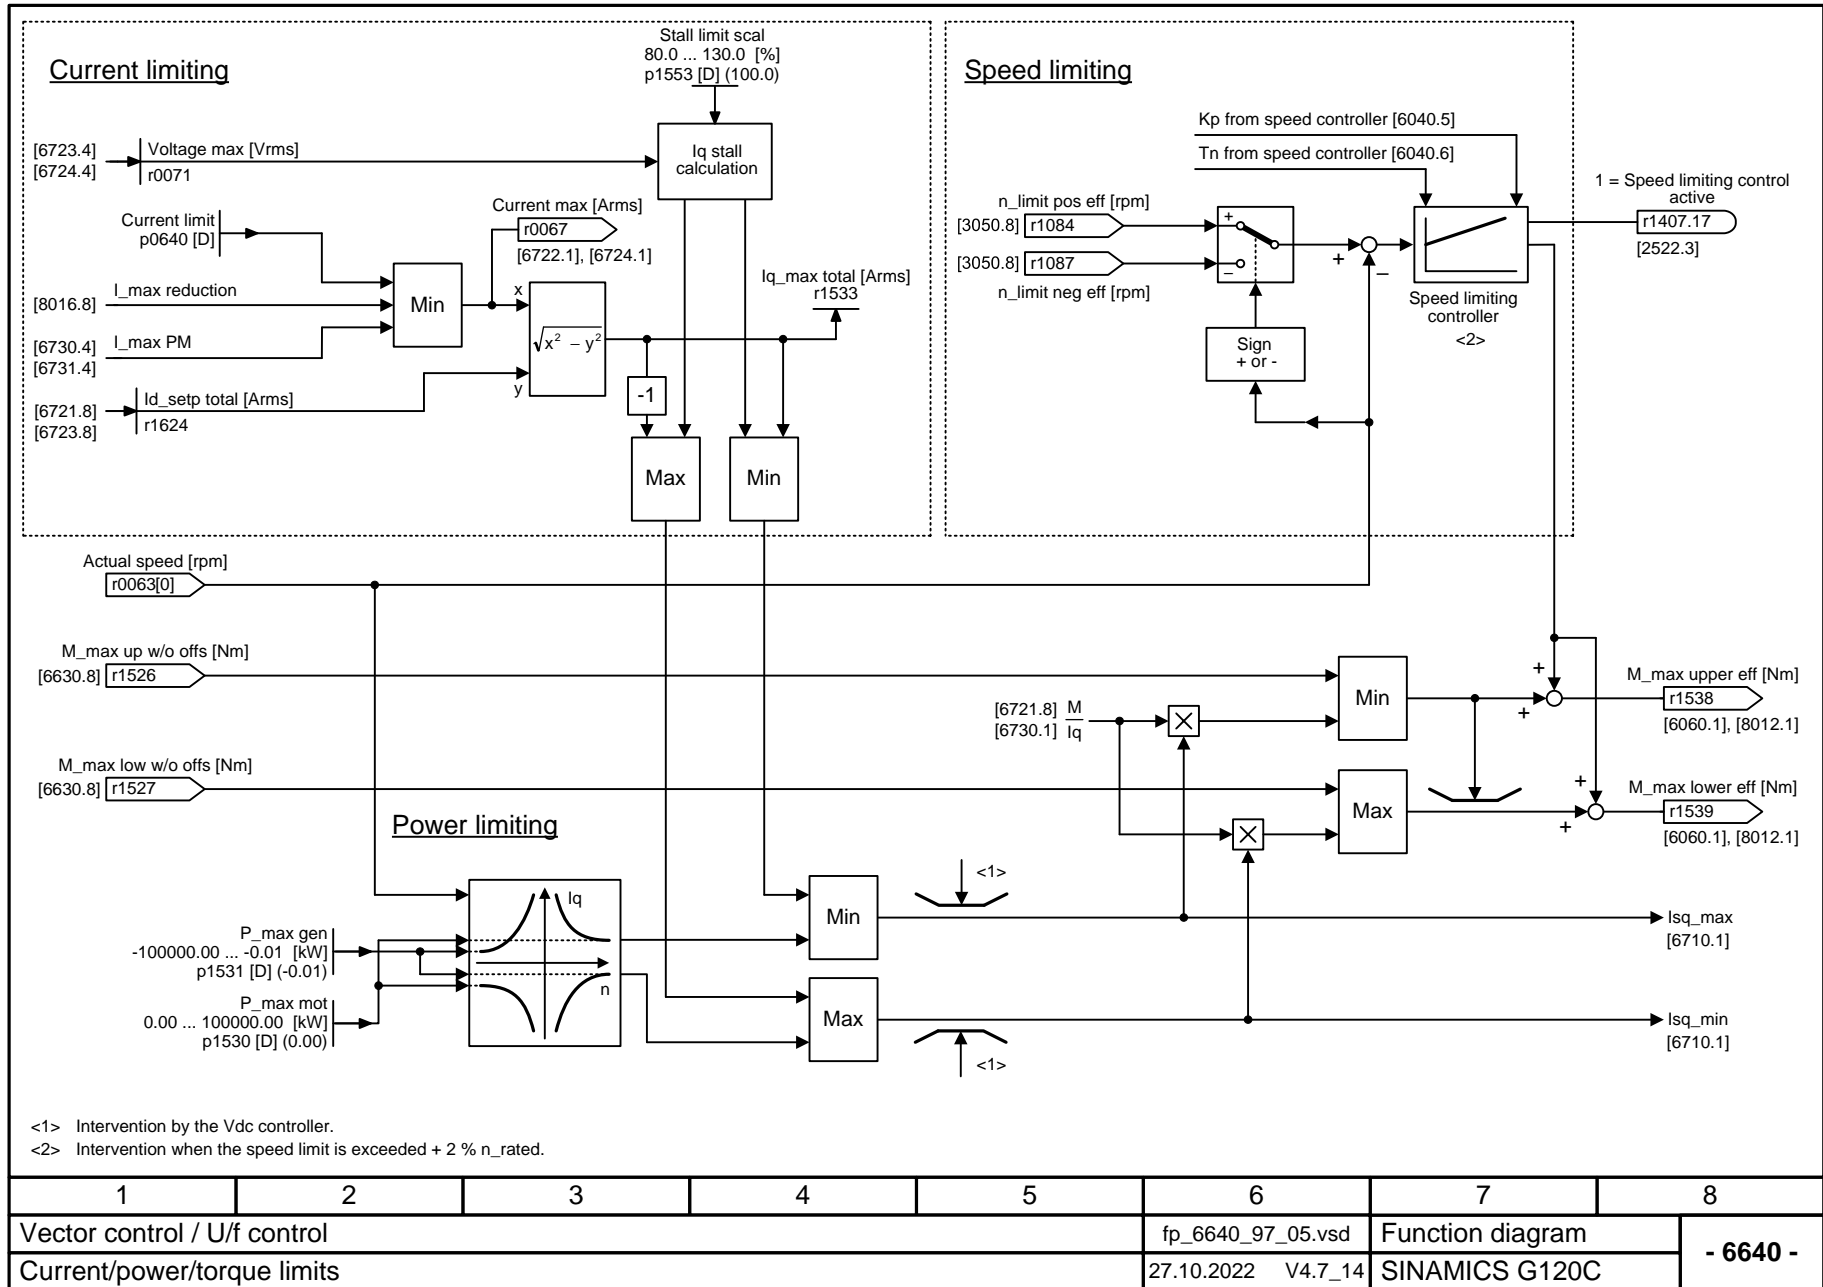 Current limiting
Stall limit scal
80.0 ... 130.0 [%]
p1553 [D] (100.0)
[6723.4]
[6724.4]
Voltage max [Vrms]
r0071
Iq stall
calculation
Current limit
p0640 [D]
Current max [Arms]
r0067
[6722.1], [6724.1]
[8016.8]
I_max reduction
Min
x
√x² – y²
y
Iq_max total [Arms]
r1533
[6730.4]
[6731.4]
I_max PM
[6721.8]
[6723.8]
Id_setp total [Arms]
r1624
-1
Max
Min
Speed limiting
Kp from speed controller [6040.5]
Tn from speed controller [6040.6]
n_limit pos eff [rpm]
[3050.8] r1084
[3050.8] r1087
n_limit neg eff [rpm]
+
–
+
–
Sign
+ or -
Speed limiting
controller
<2>
1 = Speed limiting control
active
r1407.17
[2522.3]
Actual speed [rpm]
r0063[0]
M_max up w/o offs [Nm]
[6630.8] r1526
M_max low w/o offs [Nm]
[6630.8] r1527
[6721.8]
[6730.1]
M
Iq
×
×
Min
Max
+
+
+
+
M_max upper eff [Nm]
r1538
[6060.1], [8012.1]
M_max lower eff [Nm]
r1539
[6060.1], [8012.1]
Power limiting
Iq
n
P_max gen
-100000.00 ... -0.01 [kW]
p1531 [D] (-0.01)
P_max mot
0.00 ... 100000.00 [kW]
p1530 [D] (0.00)
Min
Max
<1>
<1>
Isq_max
[6710.1]
Isq_min
[6710.1]
<1> Intervention by the Vdc controller.
<2> Intervention when the speed limit is exceeded + 2 % n_rated.
1 2 3 4 5 6 7 8
Vector control / U/f control
fp_6640_97_05.vsd
Function diagram
- 6640 -
Current/power/torque limits
27.10.2022 V4.7_14
SINAMICS G120C